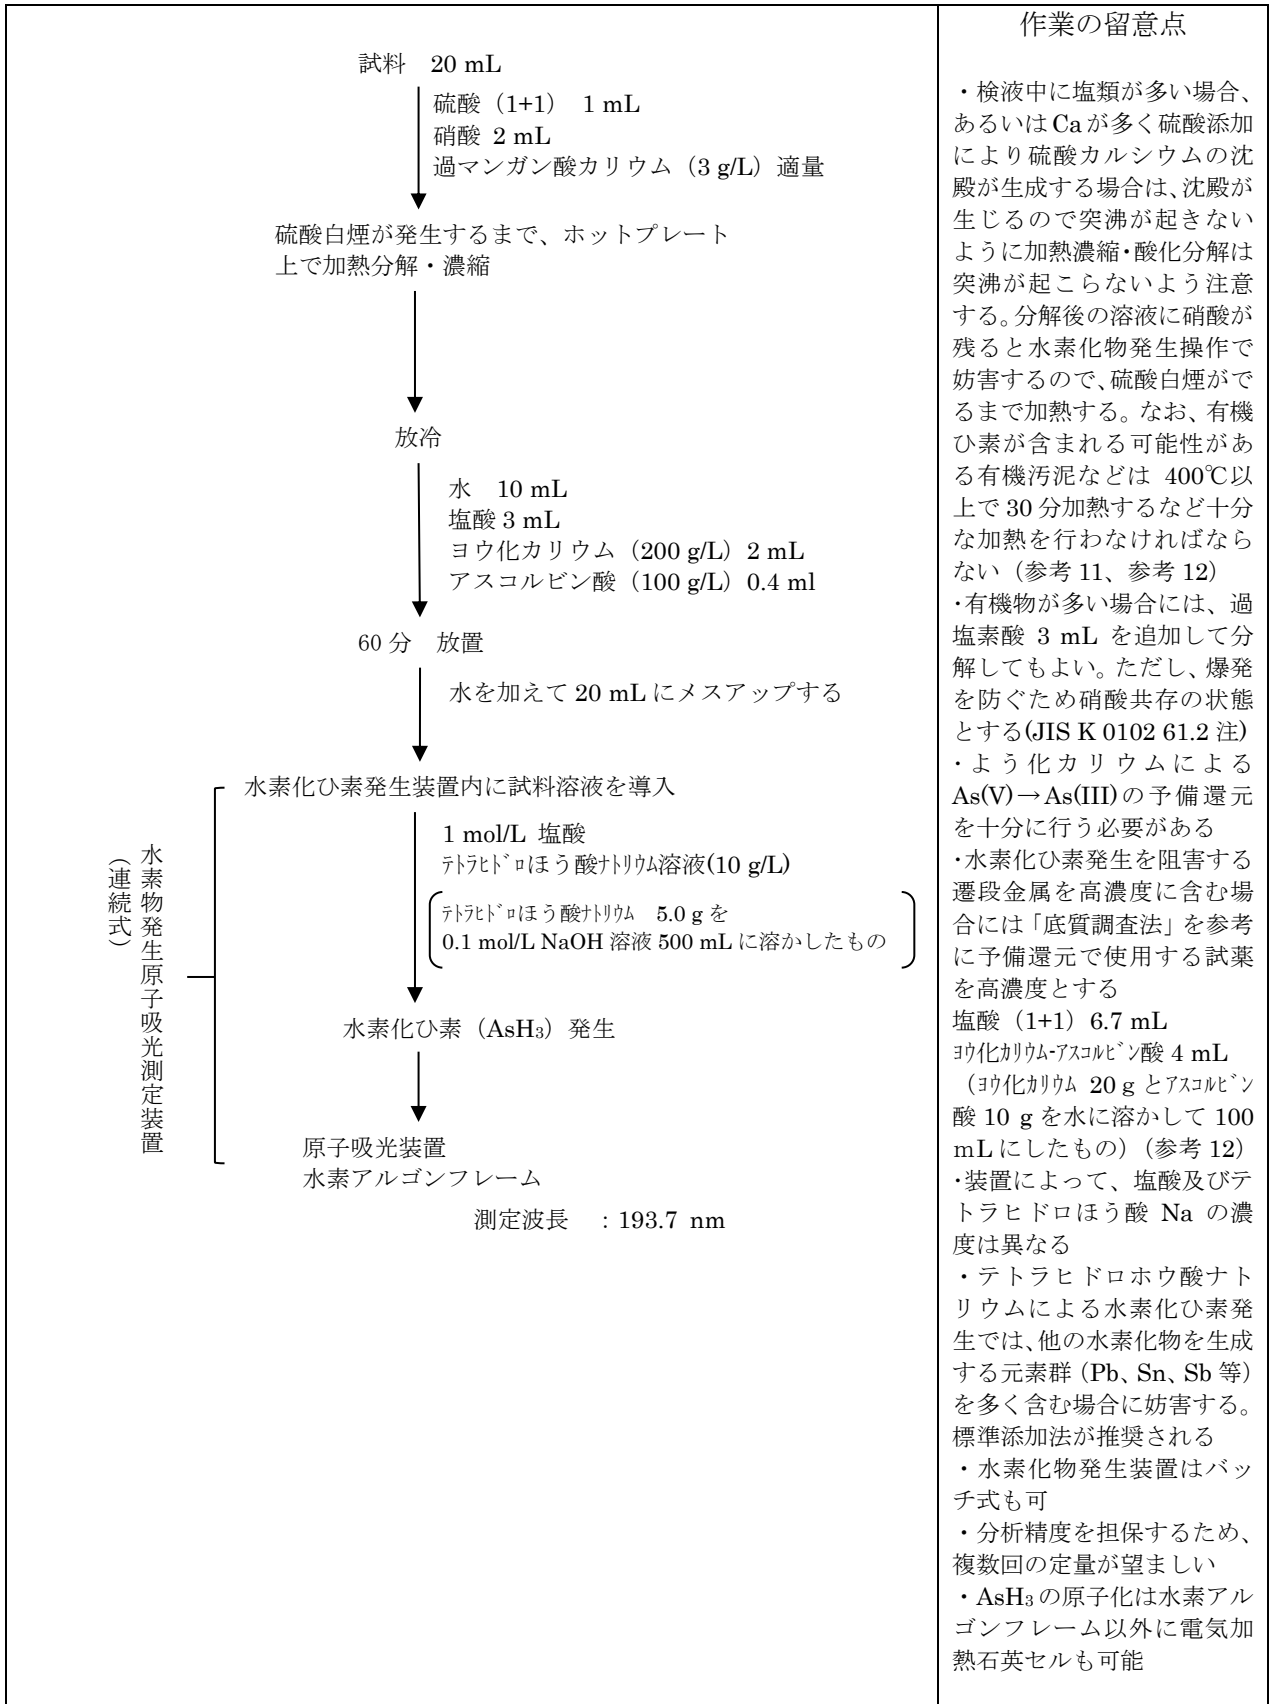 試料　20 mL
硫酸（1+1） 1 mL
硝酸 2 mL
過マンガン酸カリウム（3 g/L）適量
硫酸白煙が発生するまで、ホットプレート
上で加熱分解・濃縮
放冷
水　10 mL
塩酸 3 mL
ヨウ化カリウム（200 g/L）2 mL
アスコルビン酸（100 g/L）0.4 ml
60 分　放置
水を加えて 20 mL にメスアップする
水素化ひ素発生装置内に試料溶液を導入
1 mol/L 塩酸
ﾃﾄﾗﾋﾄﾞﾛほう酸ﾅﾄﾘｳﾑ溶液(10 g/L)
ﾃﾄﾗﾋﾄﾞﾛほう酸ﾅﾄﾘｳﾑ　5.0 g を
0.1 mol/L NaOH 溶液 500 mL に溶かしたもの
水素化ひ素（AsH₃）発生
原子吸光装置
水素アルゴンフレーム
測定波長　: 193.7 nm
水素物発生原子吸光測定装置
（連続式）
作業の留意点
・検液中に塩類が多い場合、
あるいは Ca が多く硫酸添加
により硫酸カルシウムの沈
殿が生成する場合は、沈殿が
生じるので突沸が起きない
ように加熱濃縮・酸化分解は
突沸が起こらないよう注意
する。分解後の溶液に硝酸が
残ると水素化物発生操作で
妨害するので、硫酸白煙がで
るまで加熱する。なお、有機
ひ素が含まれる可能性があ
る有機汚泥などは 400℃以
上で 30 分加熱するなど十分
な加熱を行わなければなら
ない（参考 11、参考 12）
・有機物が多い場合には、過
塩素酸 3 mL を追加して分
解してもよい。ただし、爆発
を防ぐため硝酸共存の状態
とする(JIS K 0102 61.2 注)
・よう化カリウムによる
As(V)→As(III)の予備還元
を十分に行う必要がある
・水素化ひ素発生を阻害する
遷段金属を高濃度に含む場
合には「底質調査法」を参考
に予備還元で使用する試薬
を高濃度とする
塩酸（1+1）6.7 mL
ﾖｳ化ｶﾘｳﾑ-ｱｽｺﾙﾋﾞﾝ酸 4 mL
（ﾖｳ化ｶﾘｳﾑ 20 g とｱｽｺﾙﾋﾞﾝ
酸 10 g を水に溶かして 100
mL にしたもの）（参考 12）
・装置によって、塩酸及びテ
トラヒドロほう酸 Na の濃
度は異なる
・テトラヒドロホウ酸ナト
リウムによる水素化ひ素発
生では、他の水素化物を生成
する元素群（Pb、Sn、Sb 等）
を多く含む場合に妨害する。
標準添加法が推奨される
・水素化物発生装置はバッ
チ式も可
・分析精度を担保するため、
複数回の定量が望ましい
・AsH₃ の原子化は水素アル
ゴンフレーム以外に電気加
熱石英セルも可能